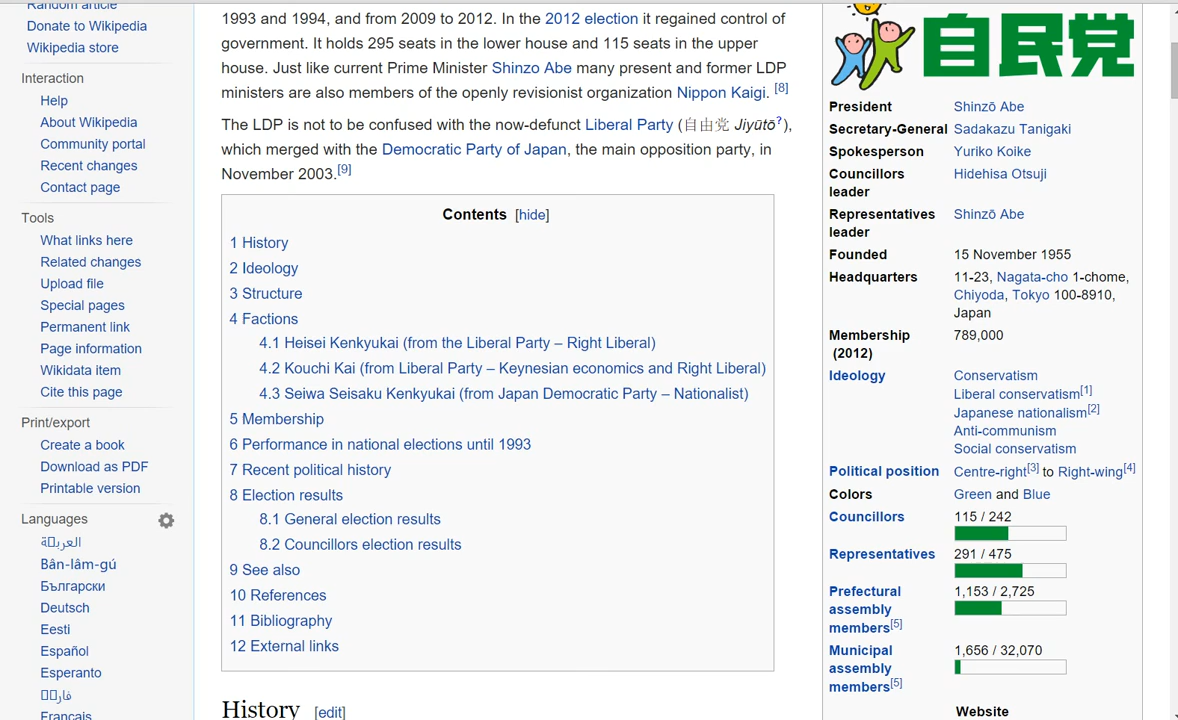 Random article
Donate to Wikipedia
Wikipedia store
Interaction
Help
About Wikipedia
Community portal
Recent changes
Contact page
Tools
What links here
Related changes
Upload file
Special pages
Permanent link
Page information
Wikidata item
Cite this page
Print/export
Create a book
Download as PDF
Printable version
Languages
Bân-lâm-gú
Български
Deutsch
Eesti
Español
Esperanto
Français
1993 and 1994, and from 2009 to 2012. In the 2012 election it regained control of
government. It holds 295 seats in the lower house and 115 seats in the upper
house. Just like current Prime Minister Shinzo Abe many present and former LDP
ministers are also members of the openly revisionist organization Nippon Kaigi. [8]
The LDP is not to be confused with the now-defunct Liberal Party (自由党 Jiyūtō?),
which merged with the Democratic Party of Japan, the main opposition party, in
November 2003.[9]
Contents [hide]
1 History
2 Ideology
3 Structure
4 Factions
4.1 Heisei Kenkyukai (from the Liberal Party – Right Liberal)
4.2 Kouchi Kai (from Liberal Party – Keynesian economics and Right Liberal)
4.3 Seiwa Seisaku Kenkyukai (from Japan Democratic Party – Nationalist)
5 Membership
6 Performance in national elections until 1993
7 Recent political history
8 Election results
8.1 General election results
8.2 Councillors election results
9 See also
10 References
11 Bibliography
12 External links
History [edit]
自民党
President Shinzō Abe
Secretary-General Sadakazu Tanigaki
Spokesperson Yuriko Koike
Councillors Hidehisa Otsuji
leader
Representatives Shinzō Abe
leader
Founded 15 November 1955
Headquarters 11-23, Nagata-cho 1-chome,
Chiyoda, Tokyo 100-8910,
Japan
Membership 789,000
(2012)
Ideology Conservatism
Liberal conservatism[1]
Japanese nationalism[2]
Anti-communism
Social conservatism
Political position Centre-right[3] to Right-wing[4]
Colors Green and Blue
Councillors 115 / 242
Representatives 291 / 475
Prefectural 1,153 / 2,725
assembly
members[5]
Municipal 1,656 / 32,070
assembly
members[5]
Website